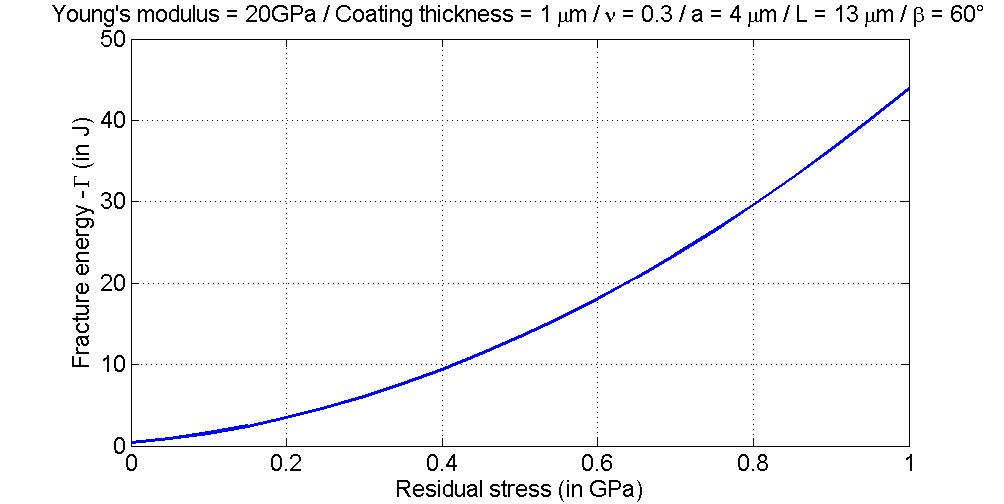 Young's modulus = 20GPa / Coating thickness = 1 μm / ν = 0.3 / a = 4 μm / L = 13 μm / β = 60°
50
40
30
20
10
0
Fracture energy - Γ (in J)
0 0.2 0.4 0.6 0.8 1
Residual stress (in GPa)